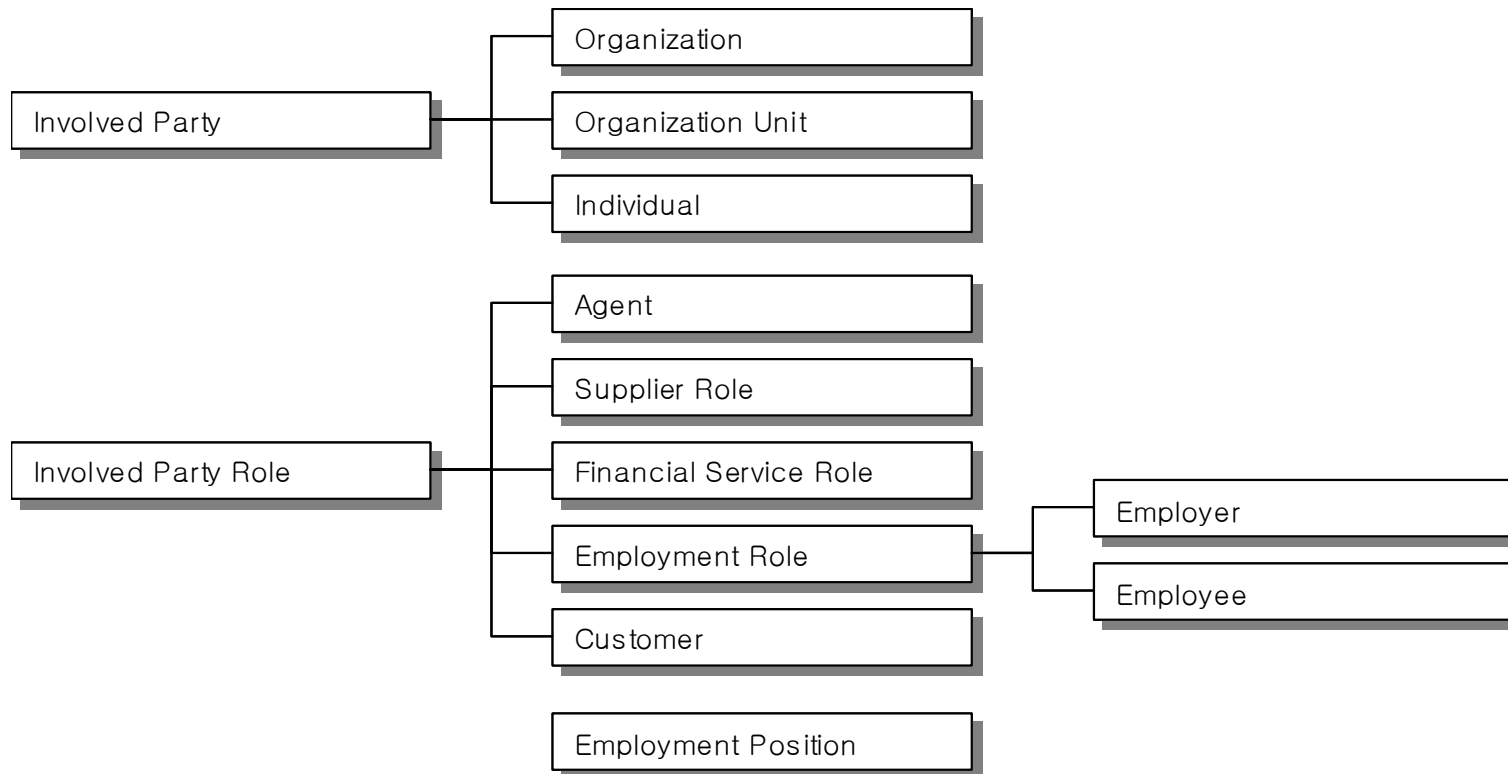 Organization
Involved Party
Organization Unit
Individual
Agent
Supplier Role
Involved Party Role
Financial Service Role
Employer
Employment Role
Employee
Customer
Employment Position